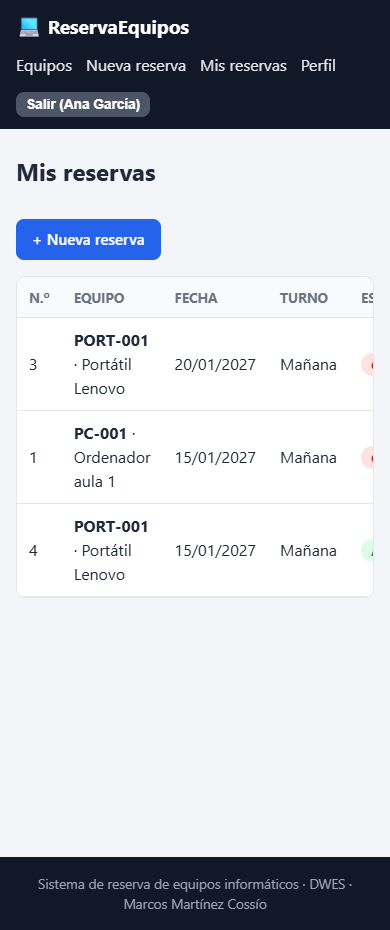 ReservaEquipos
Equipos Nueva reserva Mis reservas Perfil
Salir (Ana García)
Mis reservas
+ Nueva reserva
N.º EQUIPO FECHA TURNO ES
3 PORT-001 · Portátil Lenovo 20/01/2027 Mañana
1 PC-001 · Ordenador aula 1 15/01/2027 Mañana
4 PORT-001 · Portátil Lenovo 15/01/2027 Mañana
Sistema de reserva de equipos informáticos · DWES ·
Marcos Martínez Cossío